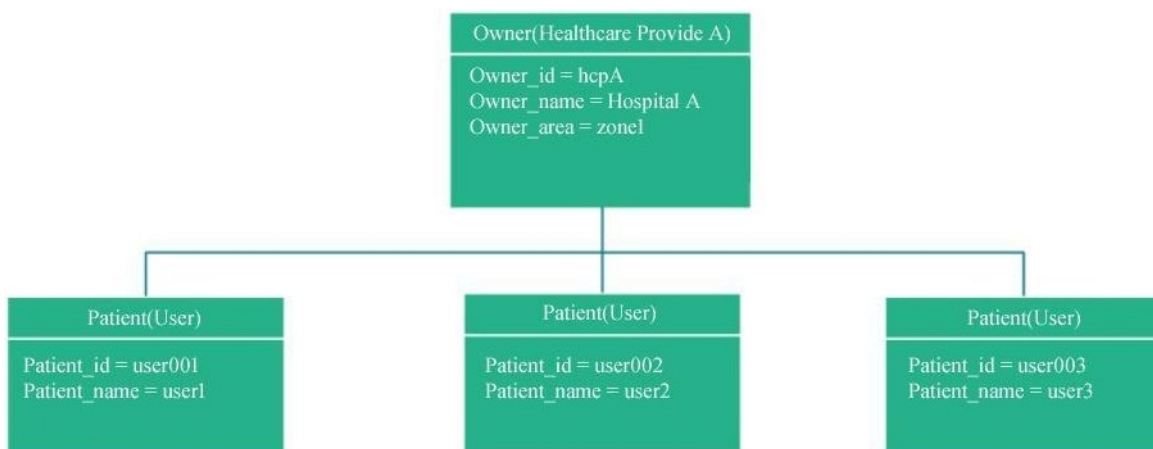 Owner(Healthcare Provide A)
Owner_id = hcpA
Owner_name = Hospital A
Owner_area = zone1
Patient(User)
Patient_id = user001
Patient_name = user1
Patient(User)
Patient_id = user002
Patient_name = user2
Patient(User)
Patient_id = user003
Patient_name = user3